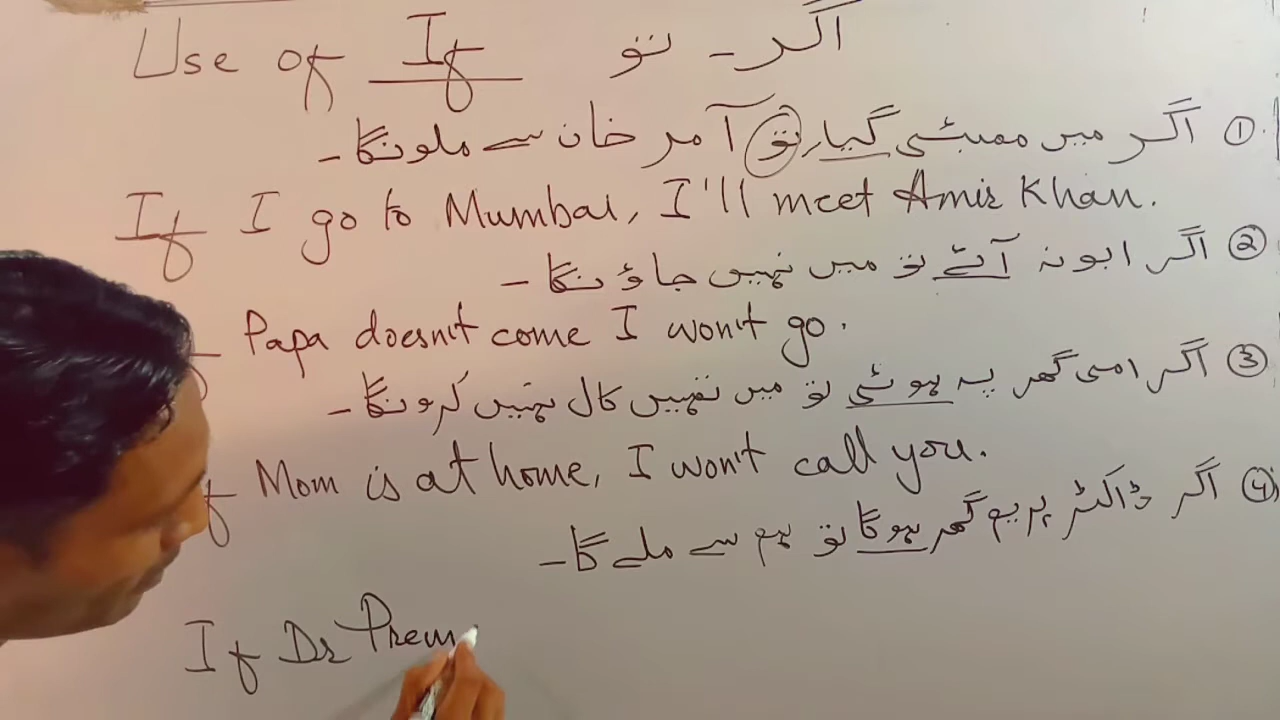 Use of If اگر - تو
① اگر میں ممبئی گیا، تو آمر خان سے ملونگا -
If I go to Mumbai, I'll meet Amir Khan.
② اگر ابو نہ آئے تو میں نہیں جاؤنگا -
Papa doesn't come I won't go.
③ اگر امی گھر پہ ہوئی تو میں تمہیں کال نہیں کرونگا -
If Mom is at home, I won't call you.
④ اگر ڈاکٹر پریم گھر ہوگا تو ہم سے ملے گا -
If Dr Prem